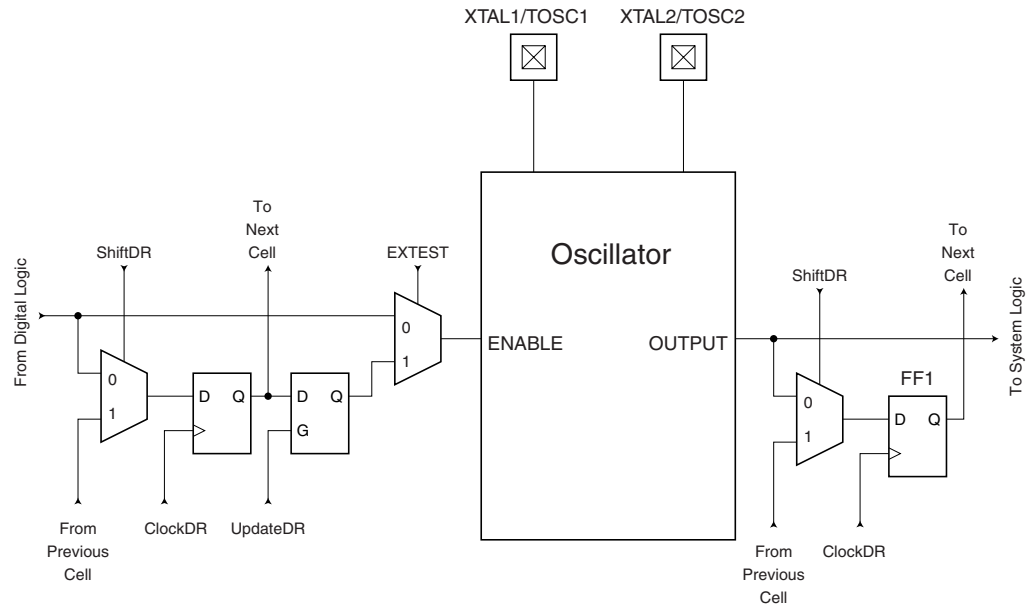 XTAL1/TOSC1
XTAL2/TOSC2
From Digital Logic
ShiftDR
To
Next
Cell
EXTEST
0
1
D Q
D Q
G
0
1
From
Previous
Cell
ClockDR
UpdateDR
Oscillator
ENABLE
OUTPUT
ShiftDR
To
Next
Cell
FF1
0
1
D Q
From
Previous
Cell
ClockDR
To System Logic